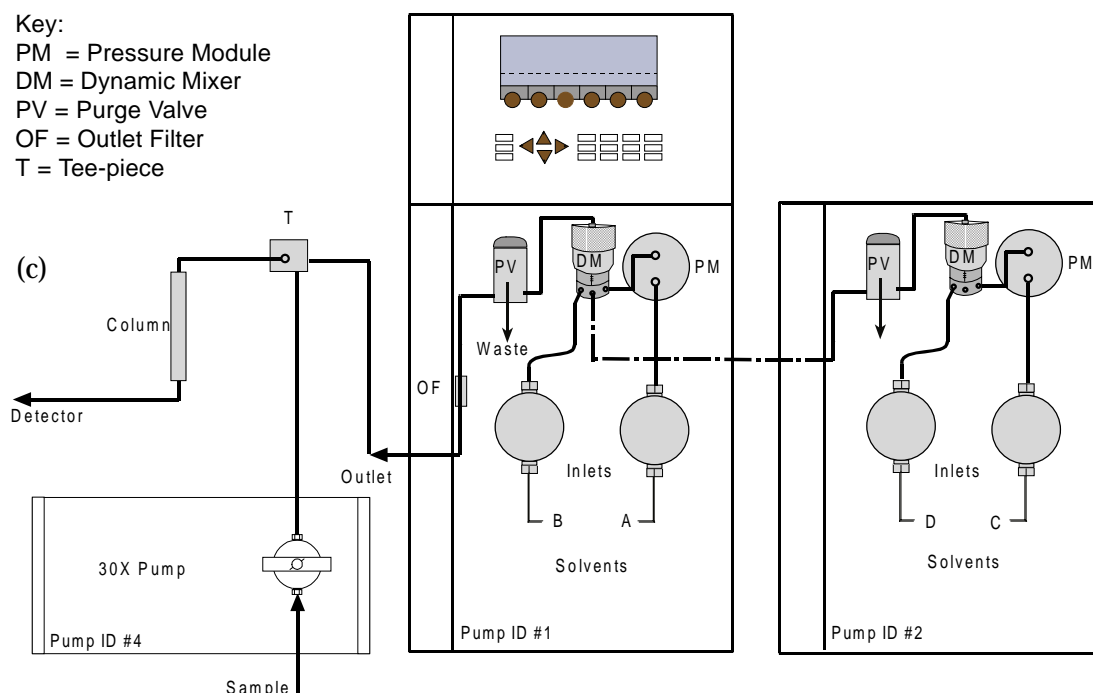 Key:
PM = Pressure Module
DM = Dynamic Mixer
PV = Purge Valve
OF = Outlet Filter
T = Tee-piece
T
(c)
PV
DM
PM
PV
DM
PM
Column
Waste
OF
Detector
Outlet
Inlets
Inlets
B
A
D
C
30X Pump
Solvents
Solvents
Pump ID #4
Pump ID #1
Pump ID #2
Sample